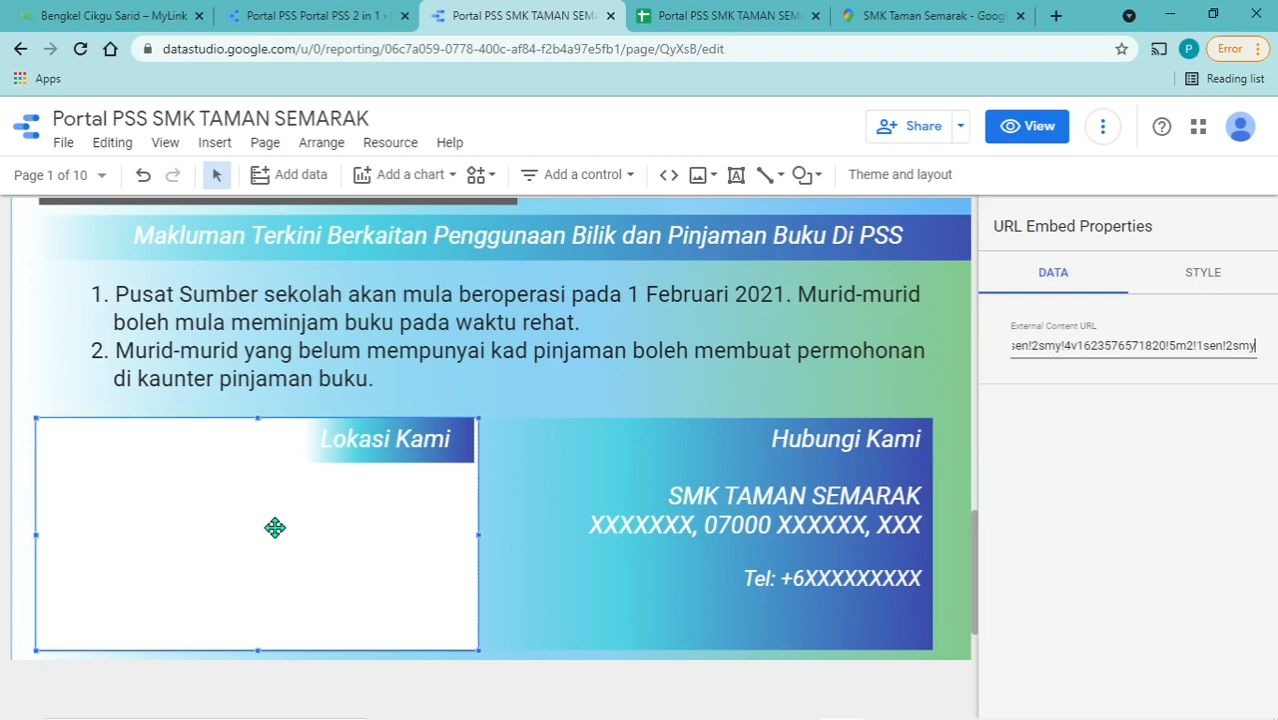 Bengkel Cikgu Sarid – MyLink
Portal PSS Portal PSS 2 in 1 ›
Portal PSS SMK TAMAN SEM
Portal PSS SMK TAMAN SEM
SMK Taman Semarak - Goog
datastudio.google.com/u/0/reporting/06c7a059-0778-400c-af84-f2b4a97e5fb1/page/QyXsB/edit
P
Error
Apps
Reading list
Portal PSS SMK TAMAN SEMARAK
File Edit View Insert Page Arrange Resource Help
Share
View
Page 1 of 10
Add data
Add a chart
Add a control
Theme and layout
Makluman Terkini Berkaitan Penggunaan Bilik dan Pinjaman Buku Di PSS
1. Pusat Sumber sekolah akan mula beroperasi pada 1 Februari 2021. Murid-murid
boleh mula meminjam buku pada waktu rehat.
2. Murid-murid yang belum mempunyai kad pinjaman boleh membuat permohonan
di kaunter pinjaman buku.
Lokasi Kami
Hubungi Kami
SMK TAMAN SEMARAK
XXXXXXX, 07000 XXXXXX, XXX
Tel: +6XXXXXXXXX
URL Embed Properties
DATA
STYLE
External Content URL
sen!2smy!4v1623576571820!5m2!1sen!2smy